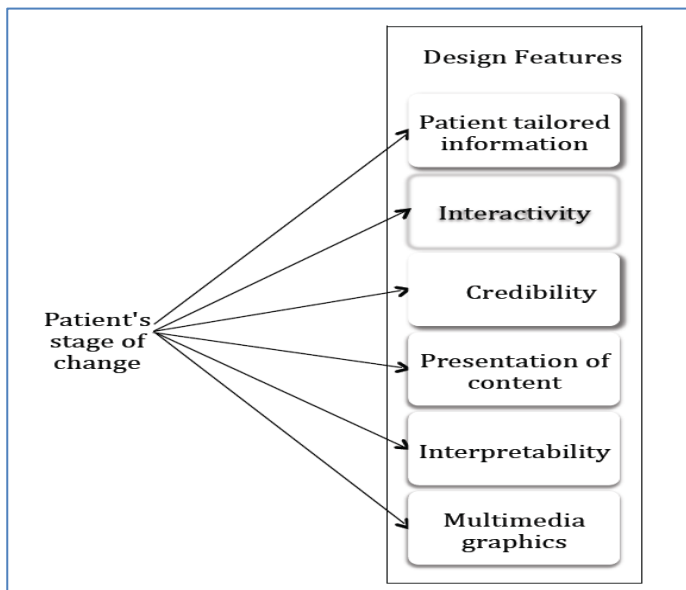 Design Features
Patient tailored
information
Interactivity
Credibility
Patient's
stage of
change
Presentation of
content
Interpretability
Multimedia
graphics